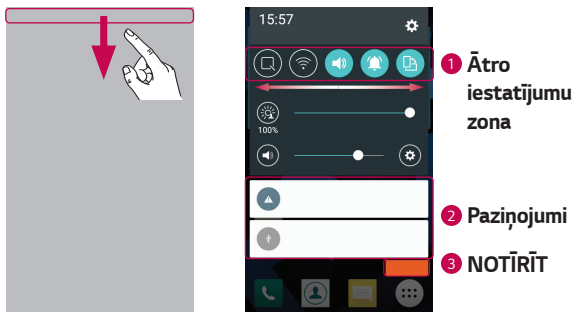 15:57
1 Ātro
iestatījumu
zona
100%
2 Paziņojumi
3 NOTĪRĪT